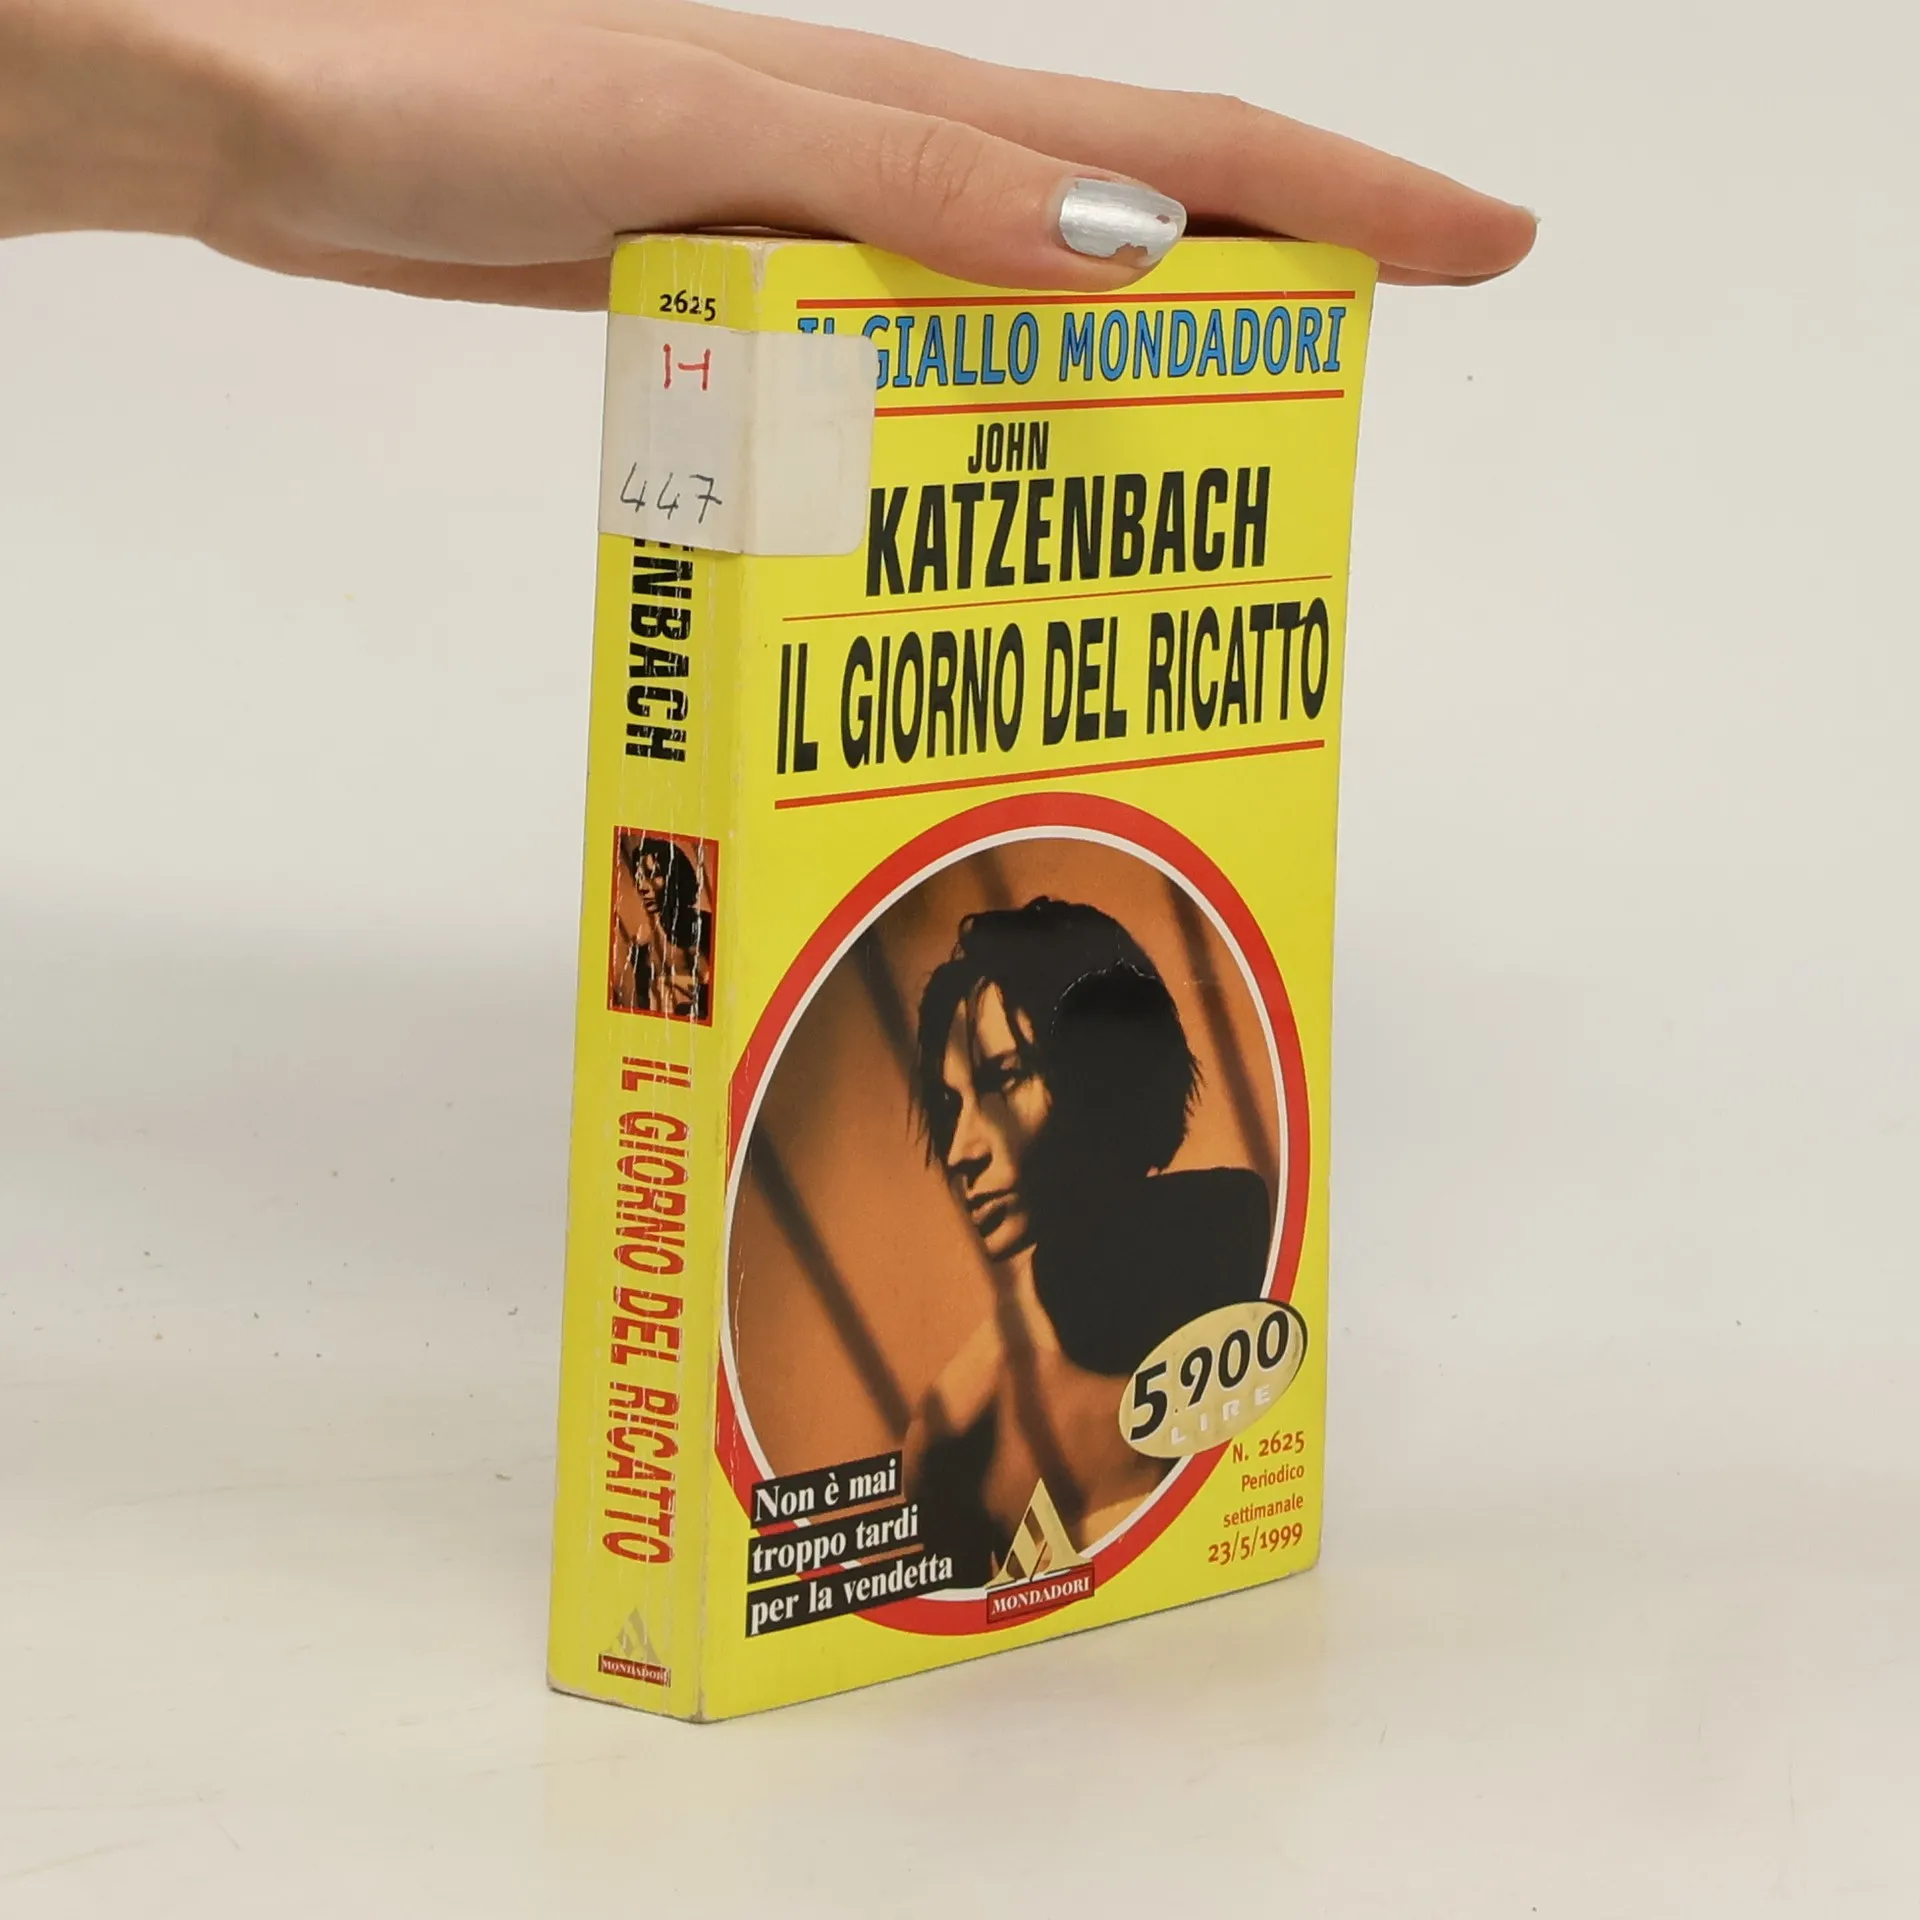 2625
H
447
ENBACH
IL GIORNO DEL RICATTO
MONDADORI
IL GIALLO MONDADORI
JOHN
KATZENBACH
IL GIORNO DEL RICATTO
5.900
LIRE
N. 2625
Periodico
settimanale
23/5/1999
Non è mai
troppo tardi
per la vendetta
MONDADORI